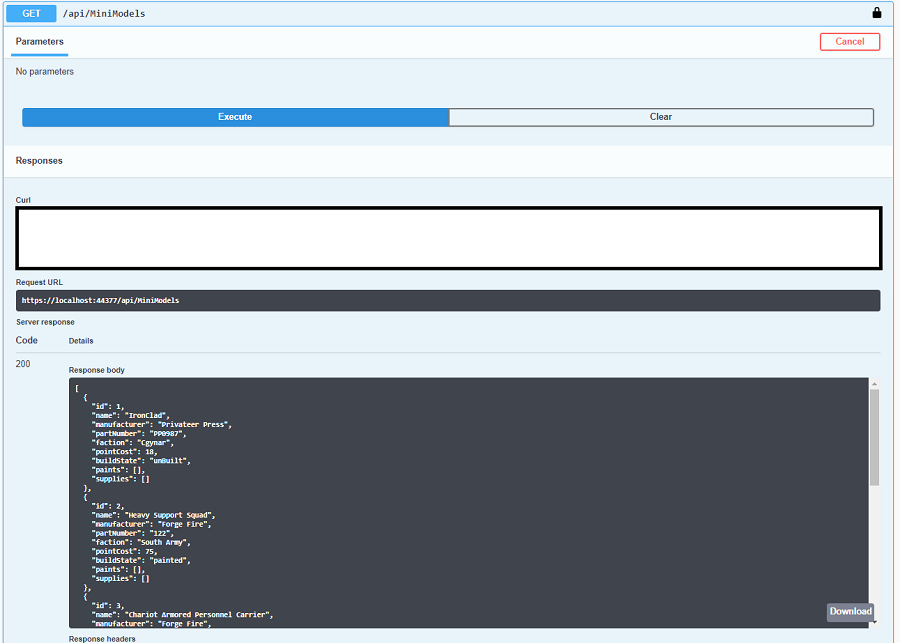 GET /api/MiniModels
Parameters Cancel
No parameters
Execute Clear
Responses
Curl
Request URL
https://localhost:44377/api/MiniModels
Server response
Code Details
200
Response body
[
{
"id": 1,
"name": "IronClad",
"manufacturer": "Privateer Press",
"partNumber": "PP0987",
"faction": "Cgynar",
"pointCost": 18,
"buildState": "unBuilt",
"paints": [],
"supplies": []
},
{
"id": 2,
"name": "Heavy Support Squad",
"manufacturer": "Forge Fire",
"partNumber": "122",
"faction": "South Army",
"pointCost": 75,
"buildState": "painted",
"paints": [],
"supplies": []
},
{
"id": 3,
"name": "Chariot Armored Personnel Carrier",
"manufacturer": "Forge Fire",
Download
Response headers